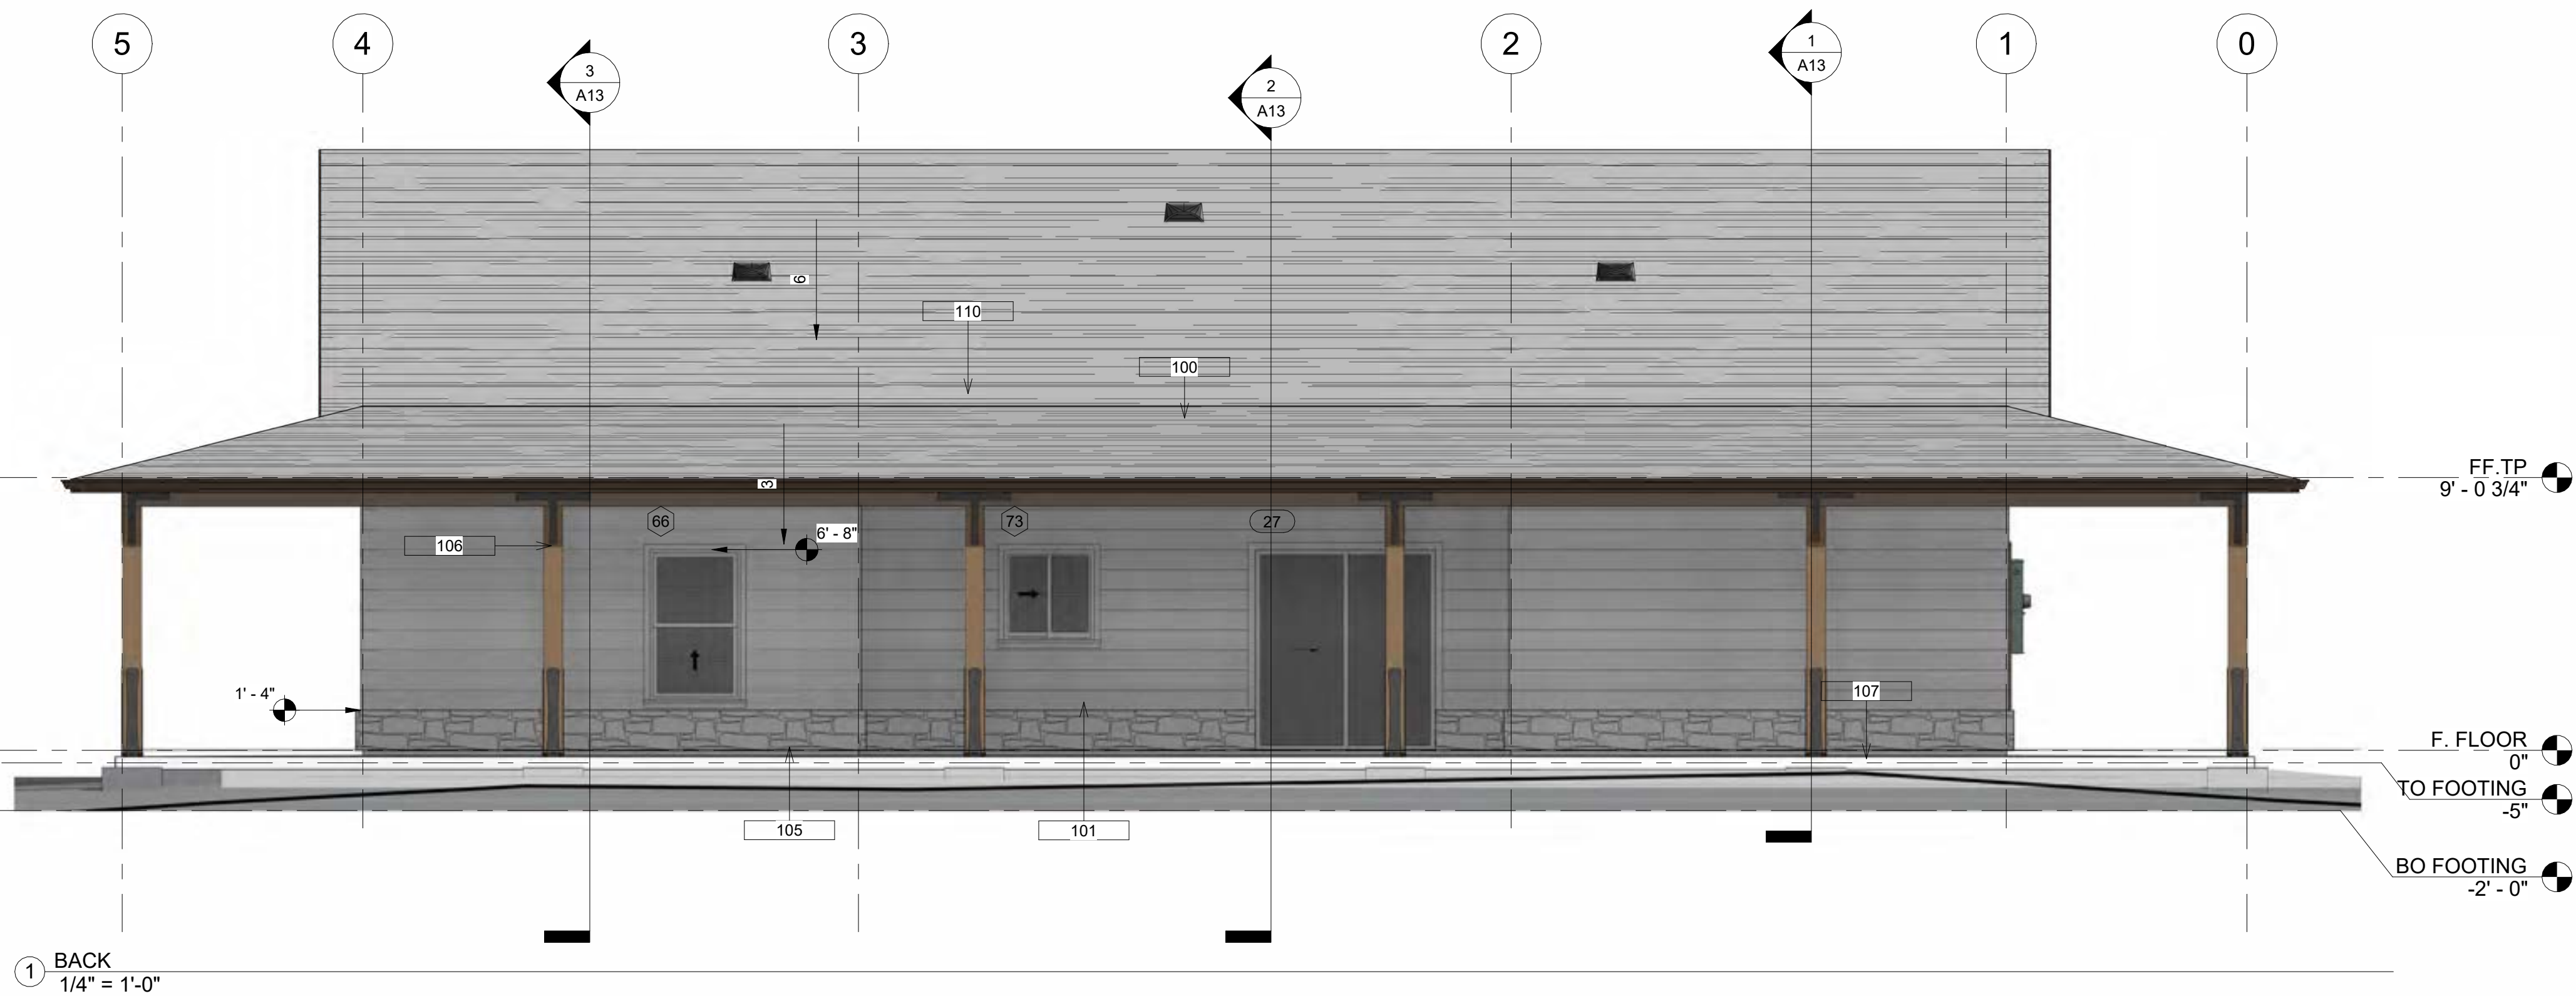 5
4
3
2
1
0
3
A13
2
A13
1
A13
6
110
100
3
FF.TP
9' - 0 3/4"
66
73
27
106
6' - 8"
1' - 4"
107
F. FLOOR
0"
TO FOOTING
-5"
105
101
BO FOOTING
-2' - 0"
1
BACK
1/4" = 1'-0"